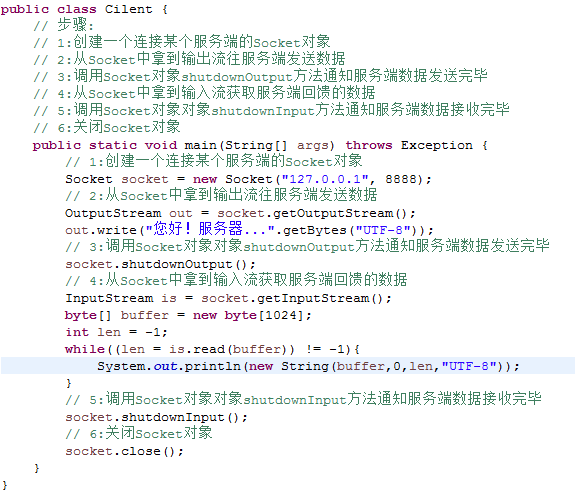 public class Cilent {
// 步骤:
// 1:创建一个连接某个服务端的Socket对象
// 2:从Socket中拿到输出流往服务端发送数据
// 3:调用Socket对象shutdownOutput方法通知服务端数据发送完毕
// 4:从Socket中拿到输入流获取服务端回馈的数据
// 5:调用Socket对象对象shutdownInput方法通知服务端数据接收完毕
// 6:关闭Socket对象
public static void main(String[] args) throws Exception {
// 1:创建一个连接某个服务端的Socket对象
Socket socket = new Socket("127.0.0.1", 8888);
// 2:从Socket中拿到输出流往服务端发送数据
OutputStream out = socket.getOutputStream();
out.write("您好! 服务器...".getBytes("UTF-8"));
// 3:调用Socket对象对象shutdownOutput方法通知服务端数据发送完毕
socket.shutdownOutput();
// 4:从Socket中拿到输入流获取服务端回馈的数据
InputStream is = socket.getInputStream();
byte[] buffer = new byte[1024];
int len = -1;
while((len = is.read(buffer)) != -1){
System.out.println(new String(buffer,0,len,"UTF-8"));
}
// 5:调用Socket对象对象shutdownInput方法通知服务端数据接收完毕
socket.shutdownInput();
// 6:关闭Socket对象
socket.close();
}
}